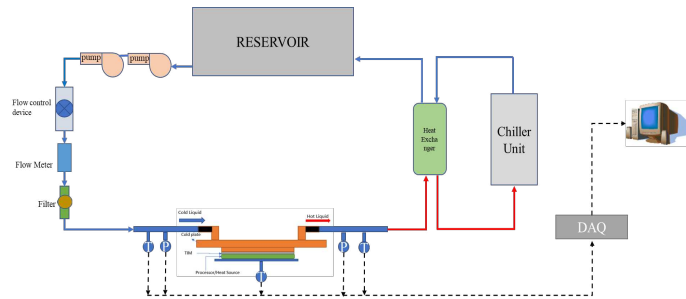 RESERVOIR
pump
pump
Flow control
device
Flow Meter
Filter
Heat
Excha
nger
Chiller
Unit
DAQ
Cold Liquid
Hot Liquid
Cold plate
TIM
Processor/Heat Source
T
P
T
P
T